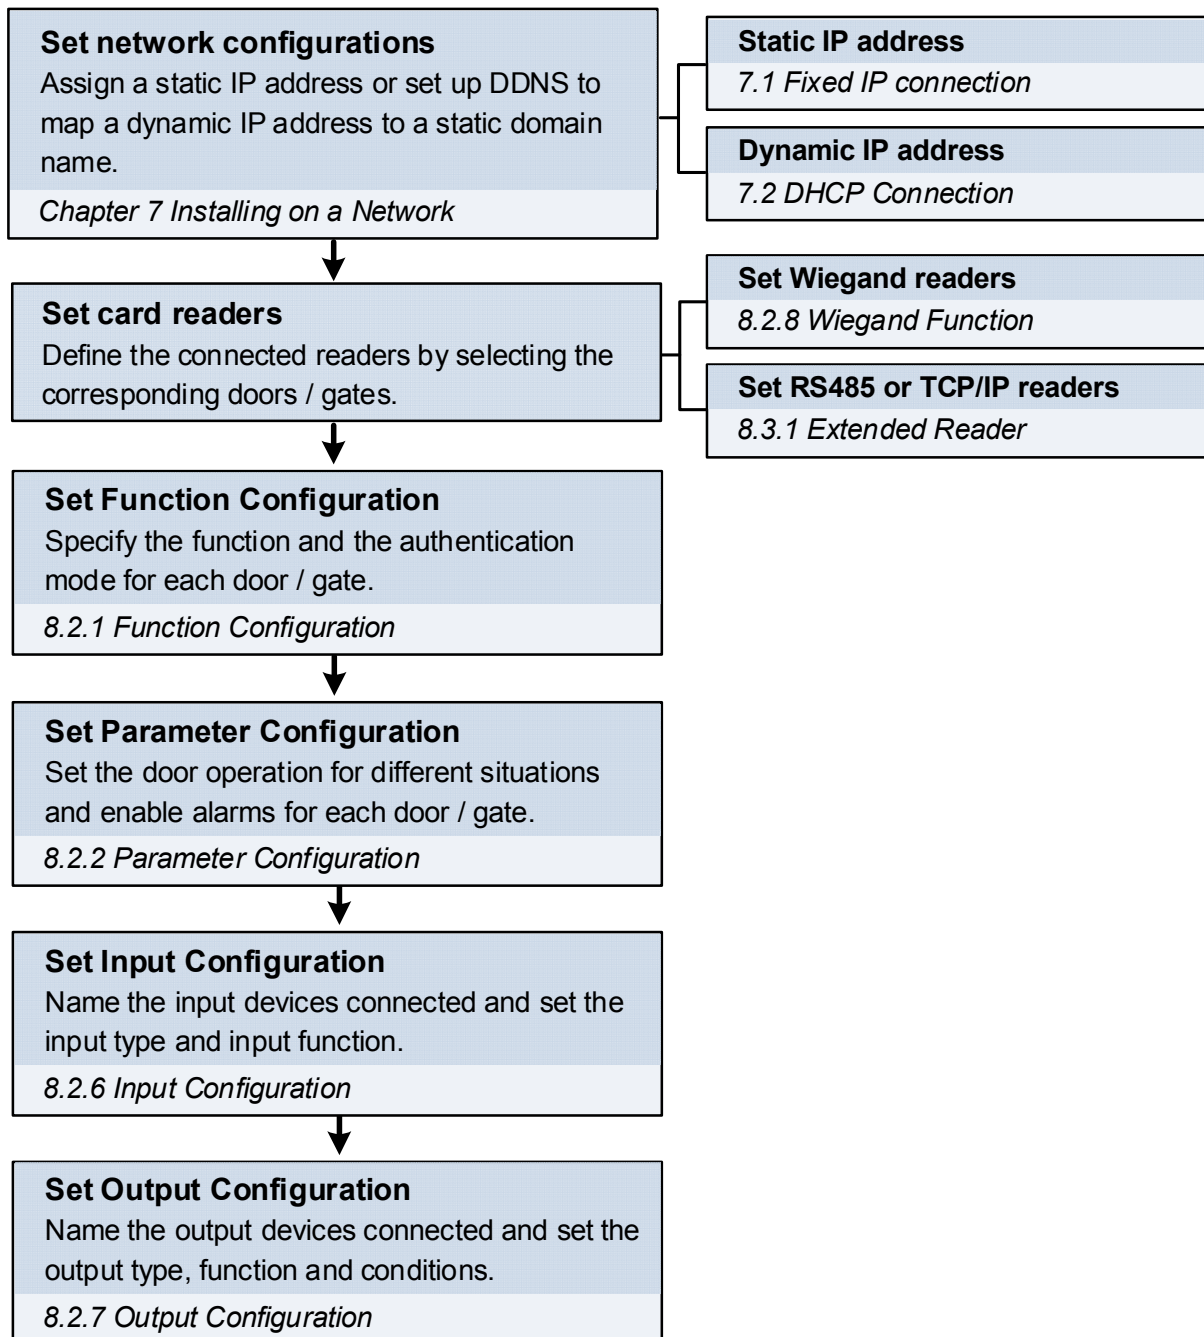 Set network configurations
Assign a static IP address or set up DDNS to
map a dynamic IP address to a static domain
name.
Chapter 7 Installing on a Network
Static IP address
7.1 Fixed IP connection
Dynamic IP address
7.2 DHCP Connection
Set card readers
Define the connected readers by selecting the
corresponding doors / gates.
Set Wiegand readers
8.2.8 Wiegand Function
Set RS485 or TCP/IP readers
8.3.1 Extended Reader
Set Function Configuration
Specify the function and the authentication
mode for each door / gate.
8.2.1 Function Configuration
Set Parameter Configuration
Set the door operation for different situations
and enable alarms for each door / gate.
8.2.2 Parameter Configuration
Set Input Configuration
Name the input devices connected and set the
input type and input function.
8.2.6 Input Configuration
Set Output Configuration
Name the output devices connected and set the
output type, function and conditions.
8.2.7 Output Configuration